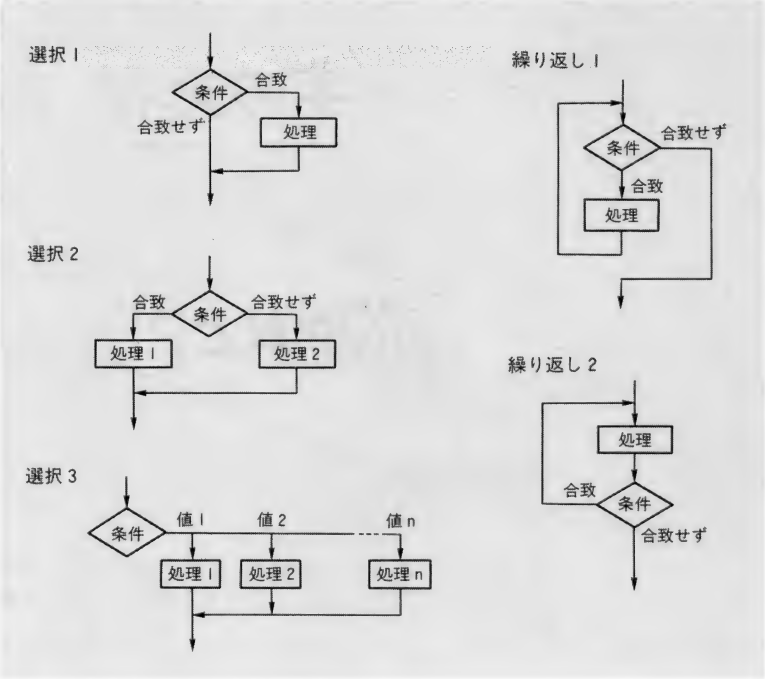 選択1
条件
合致
合致せず
処理
選択2
条件
合致
合致せず
処理1
処理2
選択3
条件
値1
値2
値n
処理1
処理2
処理n
繰り返し1
条件
合致せず
合致
処理
繰り返し2
処理
条件
合致
合致せず